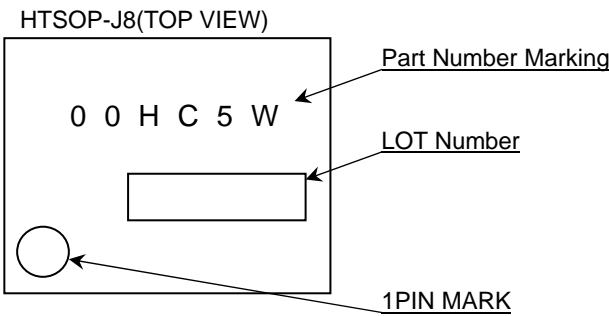 HTSOP-J8(TOP VIEW)
Part Number Marking
0 0 H C 5 W
LOT Number
1PIN MARK